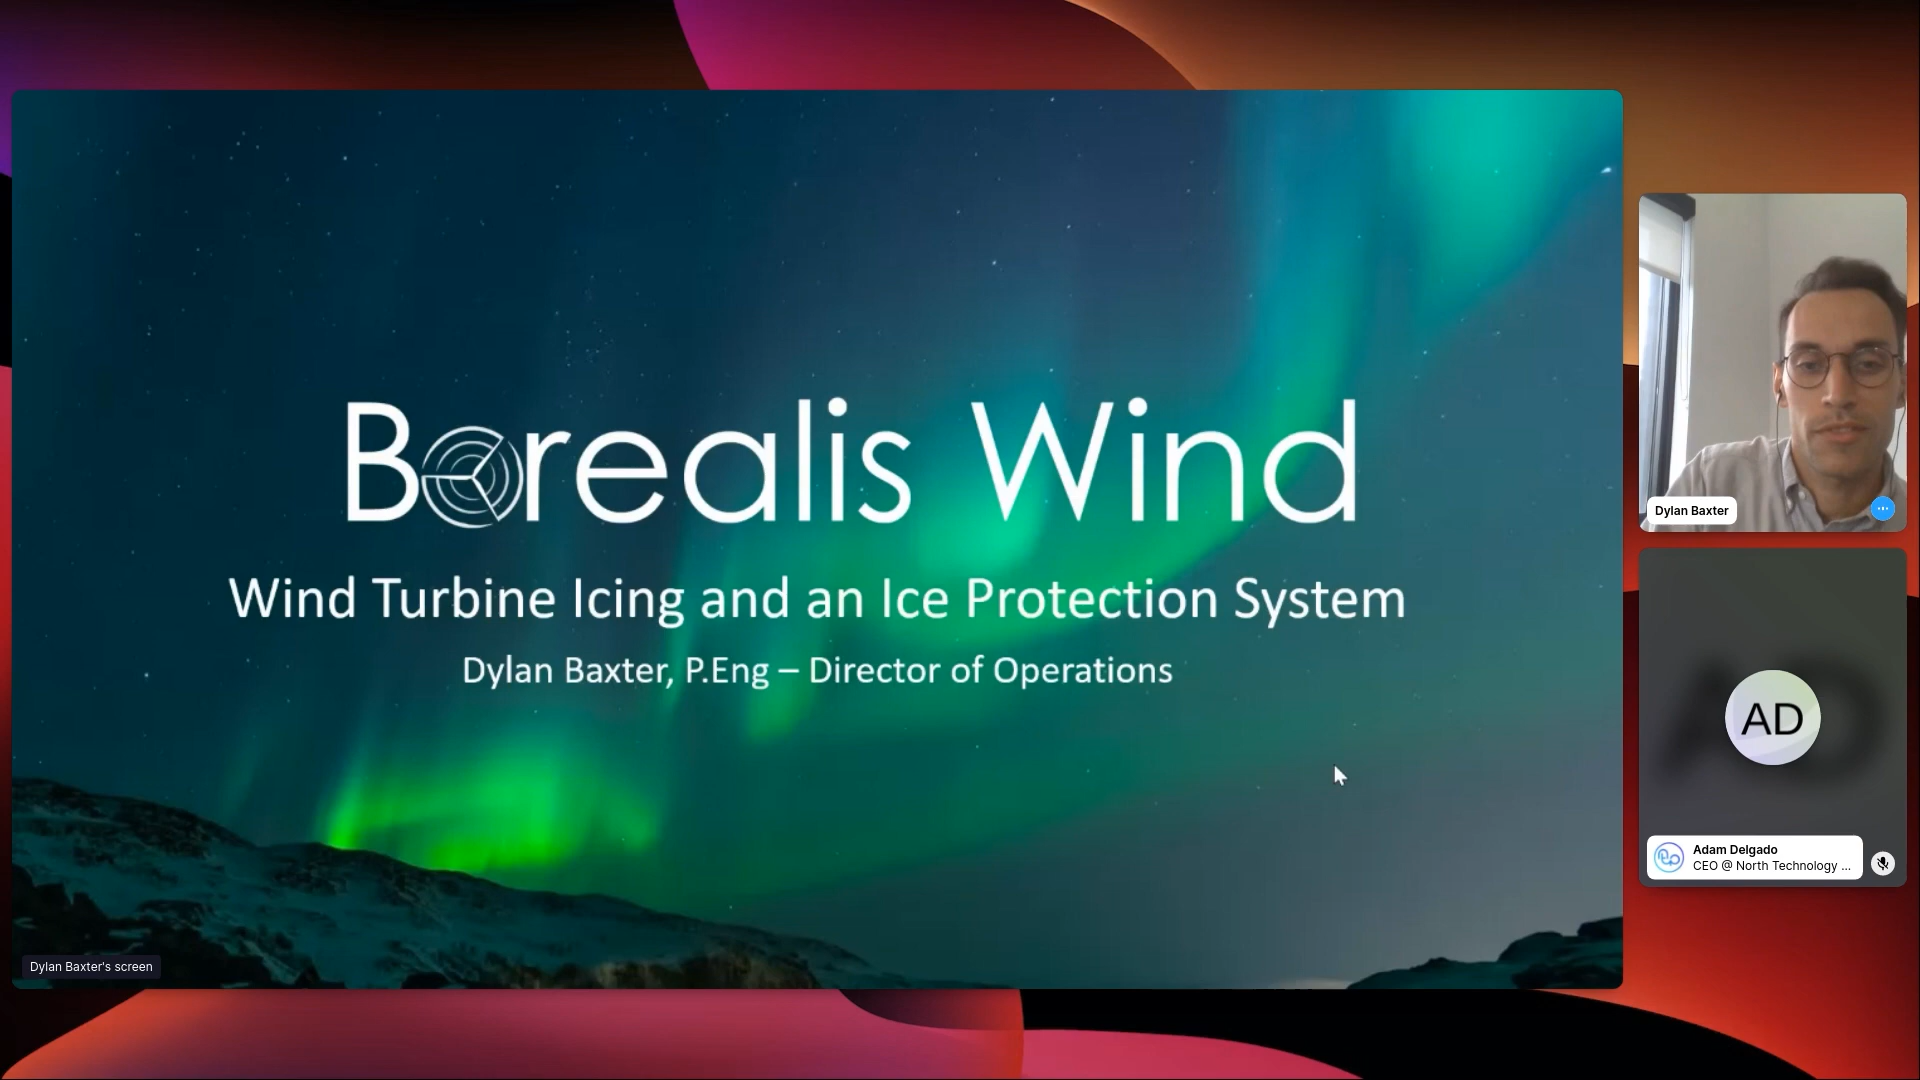 Borealis Wind
Wind Turbine Icing and an Ice Protection System
Dylan Baxter, P.Eng – Director of Operations
Dylan Baxter's screen
Dylan Baxter
AD
Adam Delgado
CEO @ North Technology ...